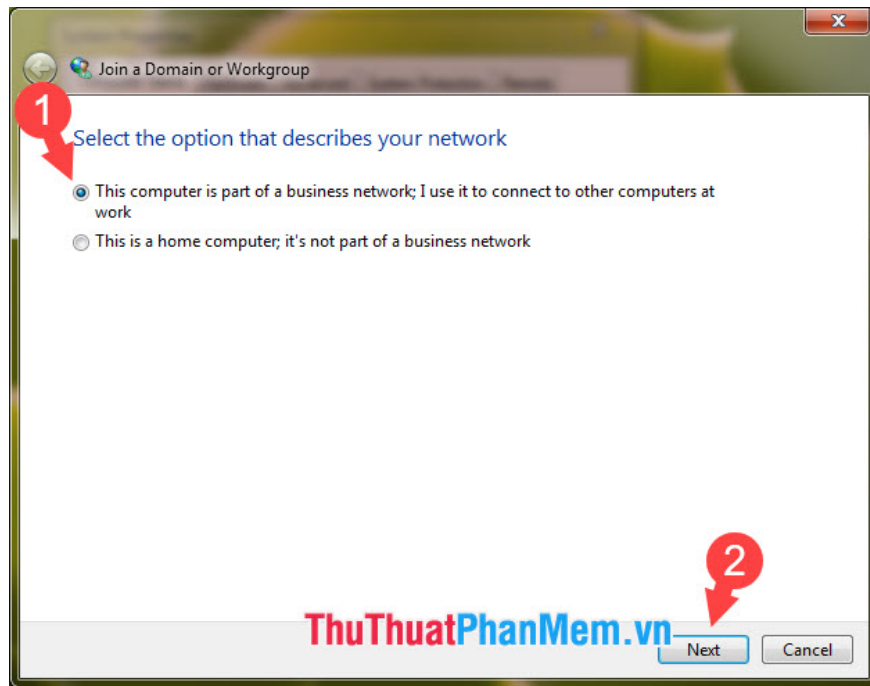 x
Join a Domain or Workgroup
1
Select the option that describes your network
This computer is part of a business network; I use it to connect to other computers at
work
This is a home computer; it's not part of a business network
2
ThuThuatPhanMem.vn
Next
Cancel